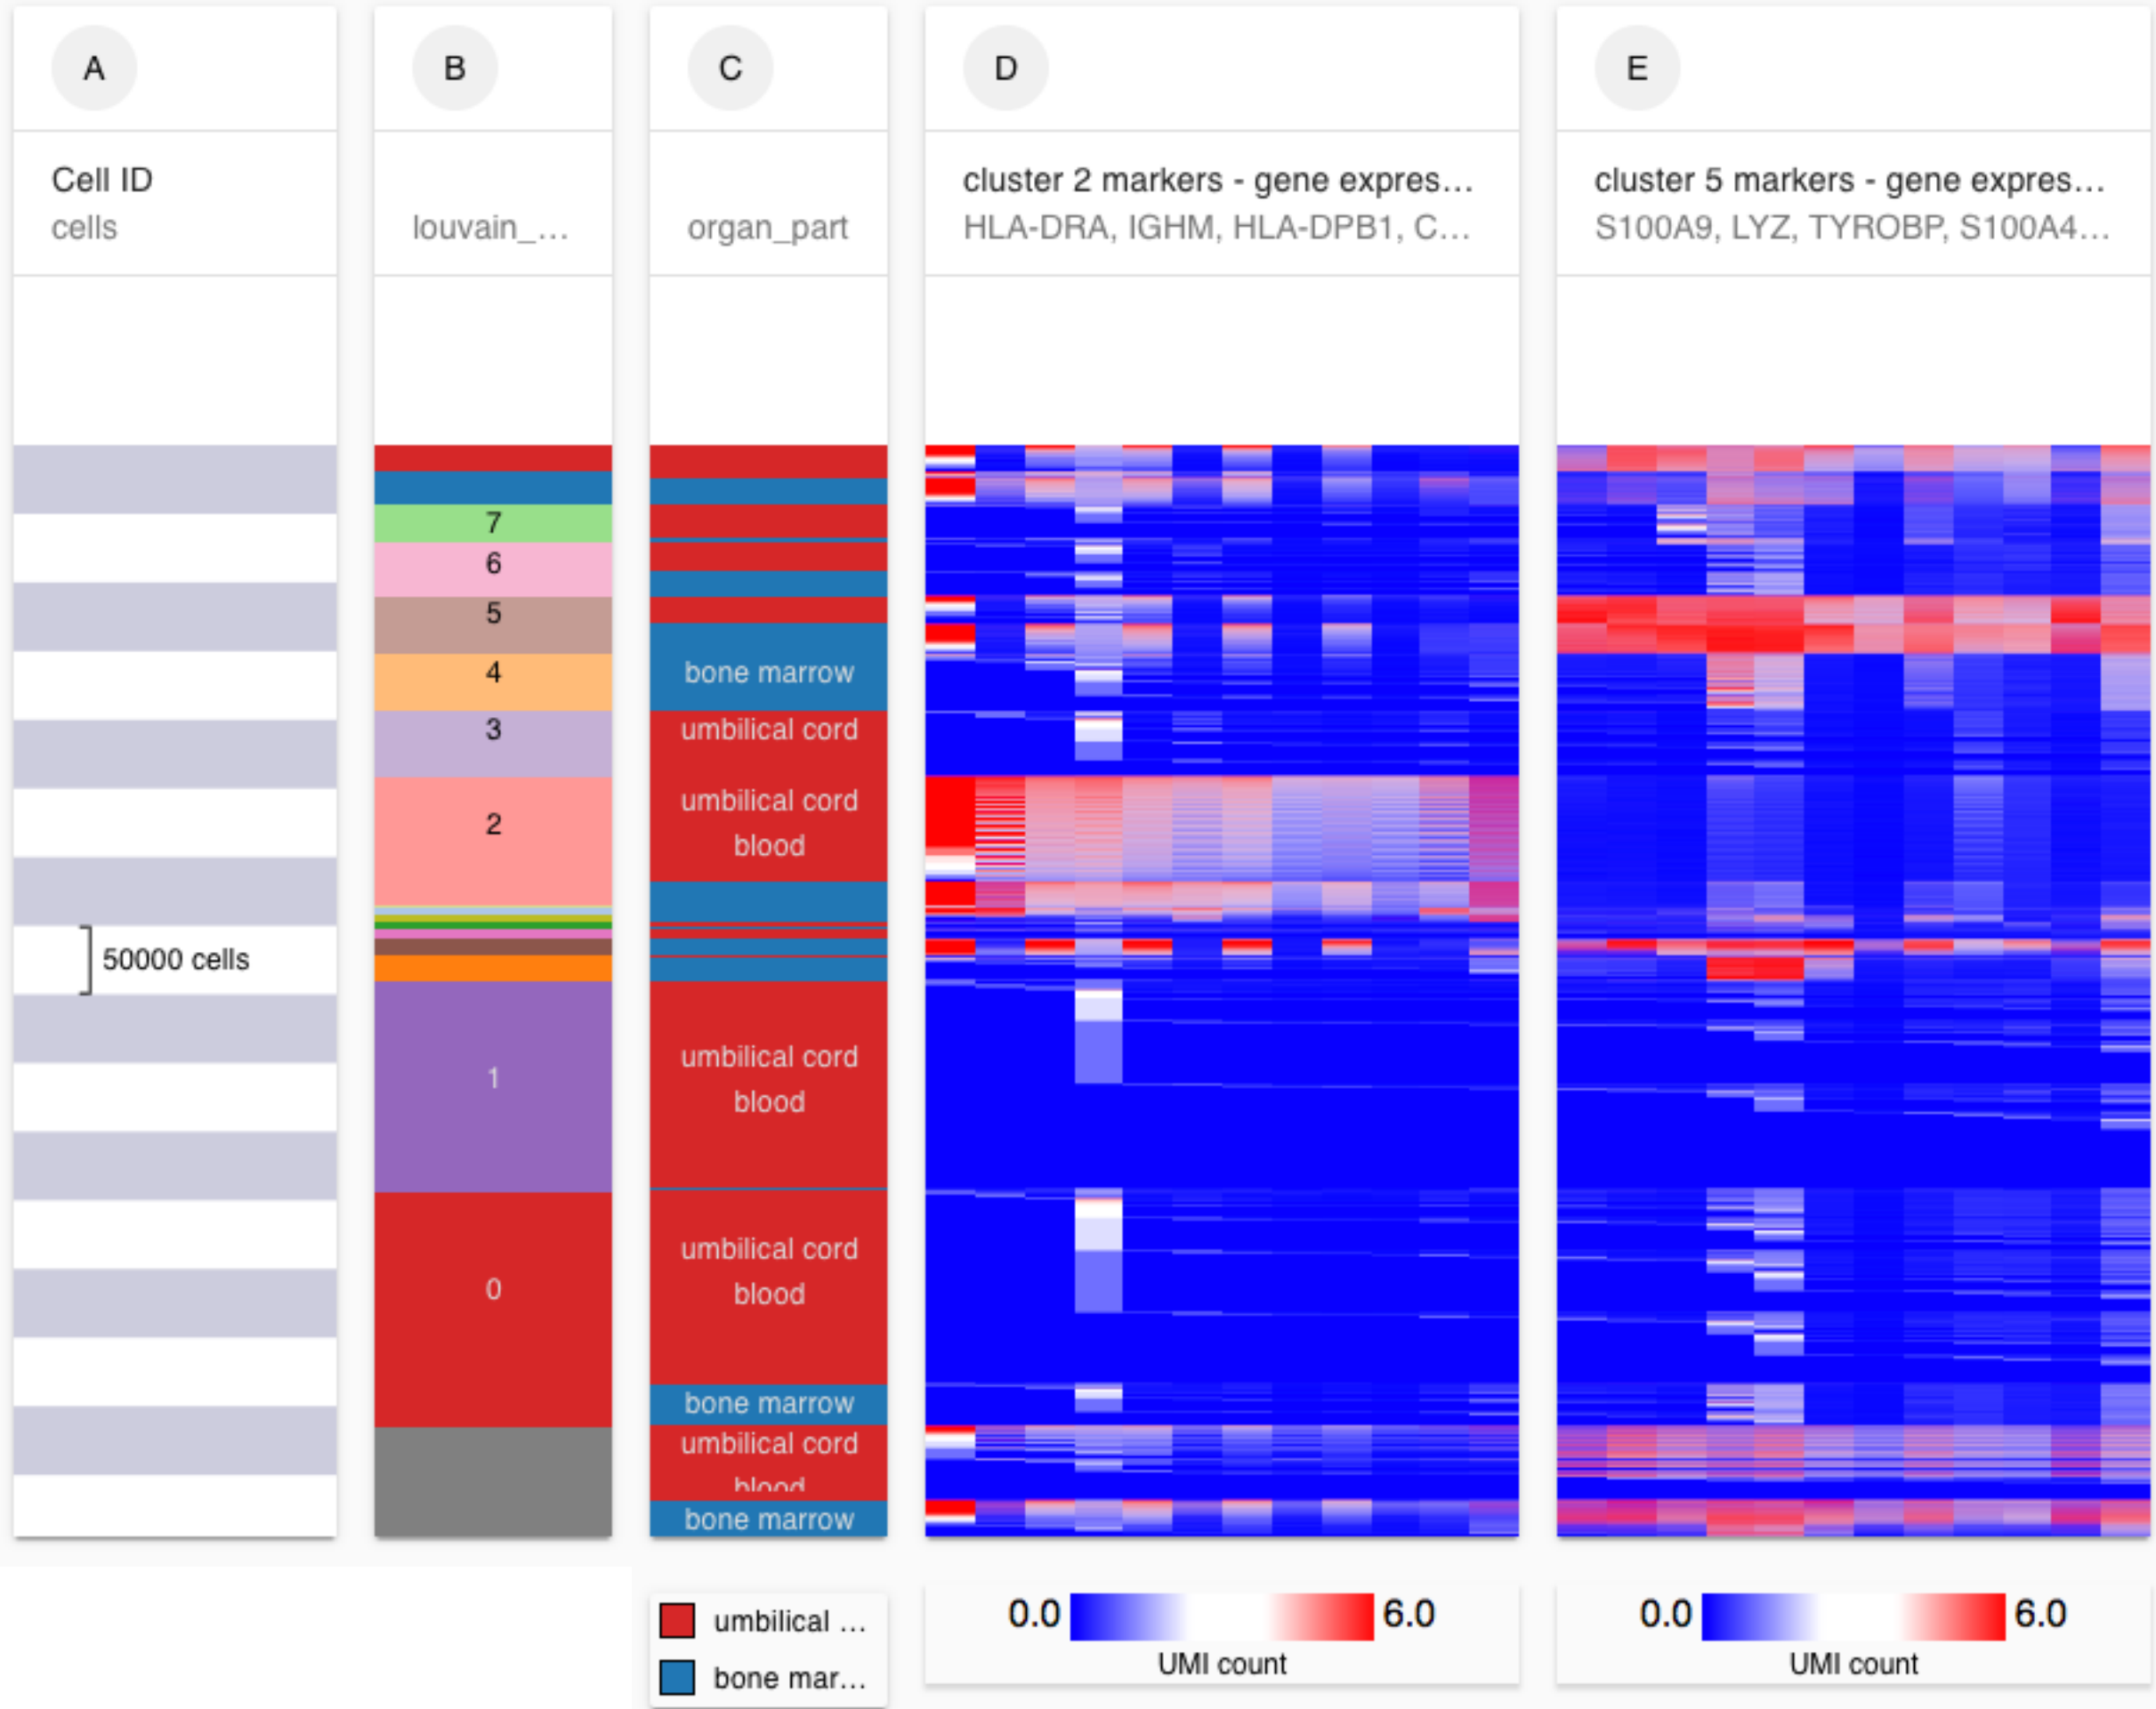 A
B
C
D
E
Cell ID
cells
louvain_...
organ_part
cluster 2 markers - gene expres...
HLA-DRA, IGHM, HLA-DPB1, C...
cluster 5 markers - gene expres...
S100A9, LYZ, TYROBP, S100A4...
7
6
5
4
3
2
1
0
50000 cells
bone marrow
umbilical cord
umbilical cord
blood
umbilical cord
blood
umbilical cord
blood
bone marrow
umbilical cord
blood
bone marrow
umbilical ...
bone mar...
0.0
6.0
UMI count
0.0
6.0
UMI count